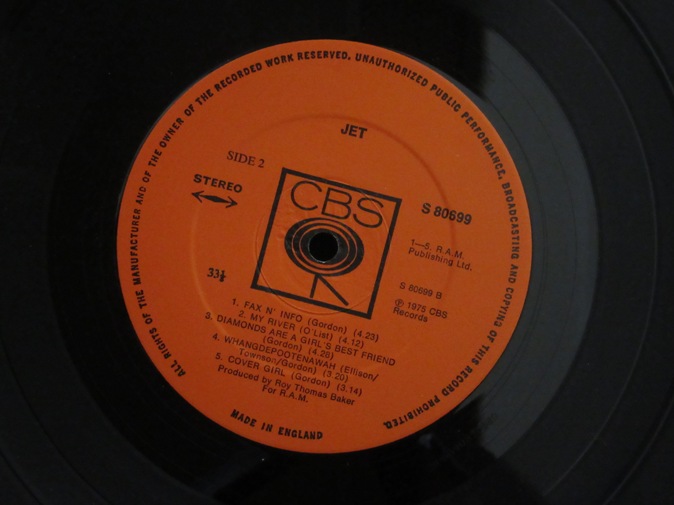 ALL RIGHTS OF THE MANUFACTURER AND OF THE OWNER OF THE RECORDED WORK RESERVED. UNAUTHORIZED PUBLIC PERFORMANCE, BROADCASTING AND COPYING OF THIS RECORD PROHIBITED.
JET
SIDE 2
STEREO
CBS
S 80699
1—5. R.A.M.
Publishing Ltd.
33⅓
S 80699 B
℗ 1975 CBS
Records
1. FAX N' INFO (Gordon) (4.23)
2. MY RIVER (O'List) (4.12)
3. DIAMONDS ARE A GIRL'S BEST FRIEND
(Gordon) (4.26)
4. WHANGDEPOOTENAWAH (Ellison/
Townson/Gordon) (3.20)
5. COVER GIRL (Gordon) (3.14)
Produced by Roy Thomas Baker
For R.A.M.
MADE IN ENGLAND